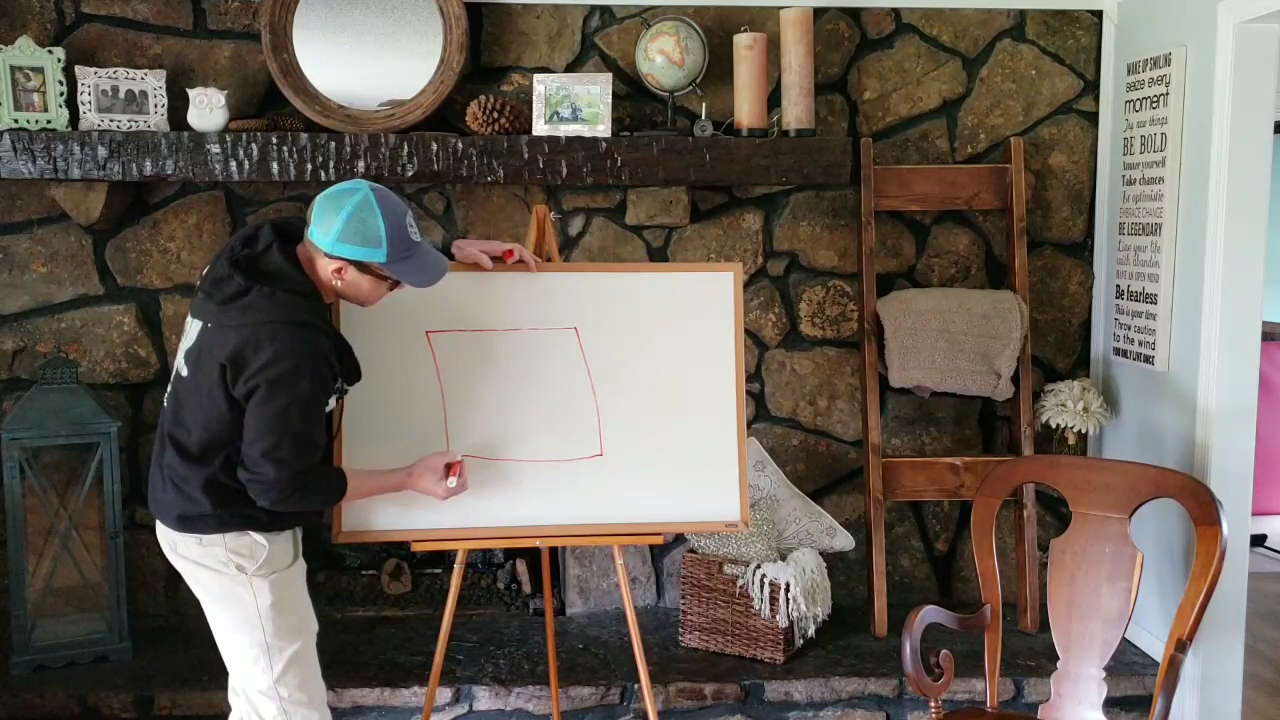 WAKE UP SMILING
seize every
moment
Try new things
BE BOLD
Amaze yourself
Take chances
Be optimistic
EMBRACE CHANGE
BE LEGENDARY
Live your life
with abandon
HAVE AN OPEN MIND
Be fearless
This is your time
Throw caution
to the wind
YOU ONLY LIVE ONCE